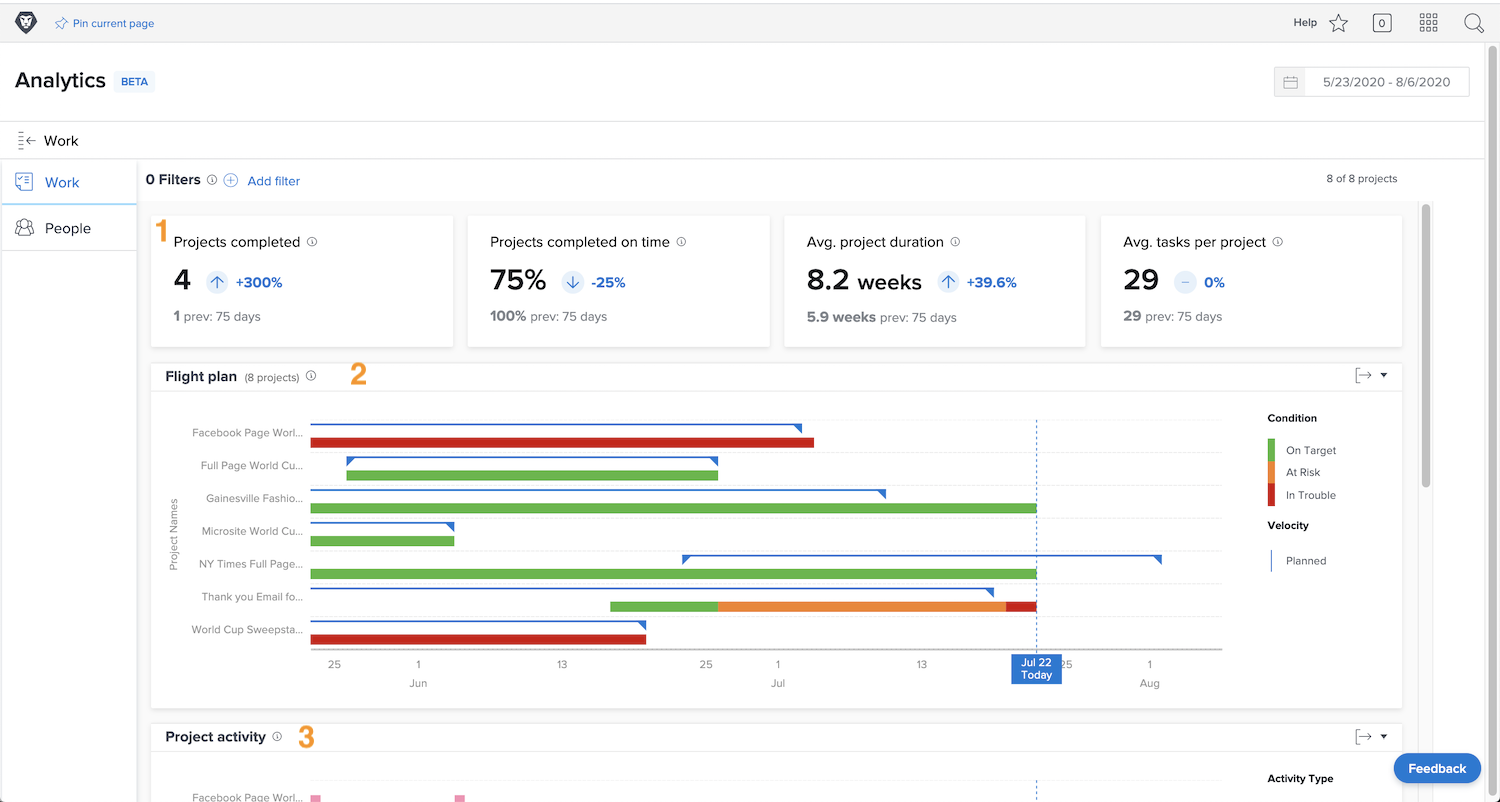 Pin current page
Help
0
Analytics BETA
5/23/2020 - 8/6/2020
Work
Work
People
0 Filters Add filter
8 of 8 projects
1
Projects completed
4 +300%
1 prev: 75 days
Projects completed on time
75% -25%
100% prev: 75 days
Avg. project duration
8.2 weeks +39.6%
5.9 weeks prev: 75 days
Avg. tasks per project
29 0%
29 prev: 75 days
Flight plan (8 projects) 2
Project Names
Facebook Page Worl...
Full Page World Cu...
Gainesville Fashio...
Microsite World Cu...
NY Times Full Page...
Thank you Email fo...
World Cup Sweepsta...
25 1 13 25 1 13 25 1
Jun Jul Aug
Jul 22
Today
Condition
On Target
At Risk
In Trouble
Velocity
Planned
Project activity 3
Facebook Page Worl...
Activity Type
Feedback